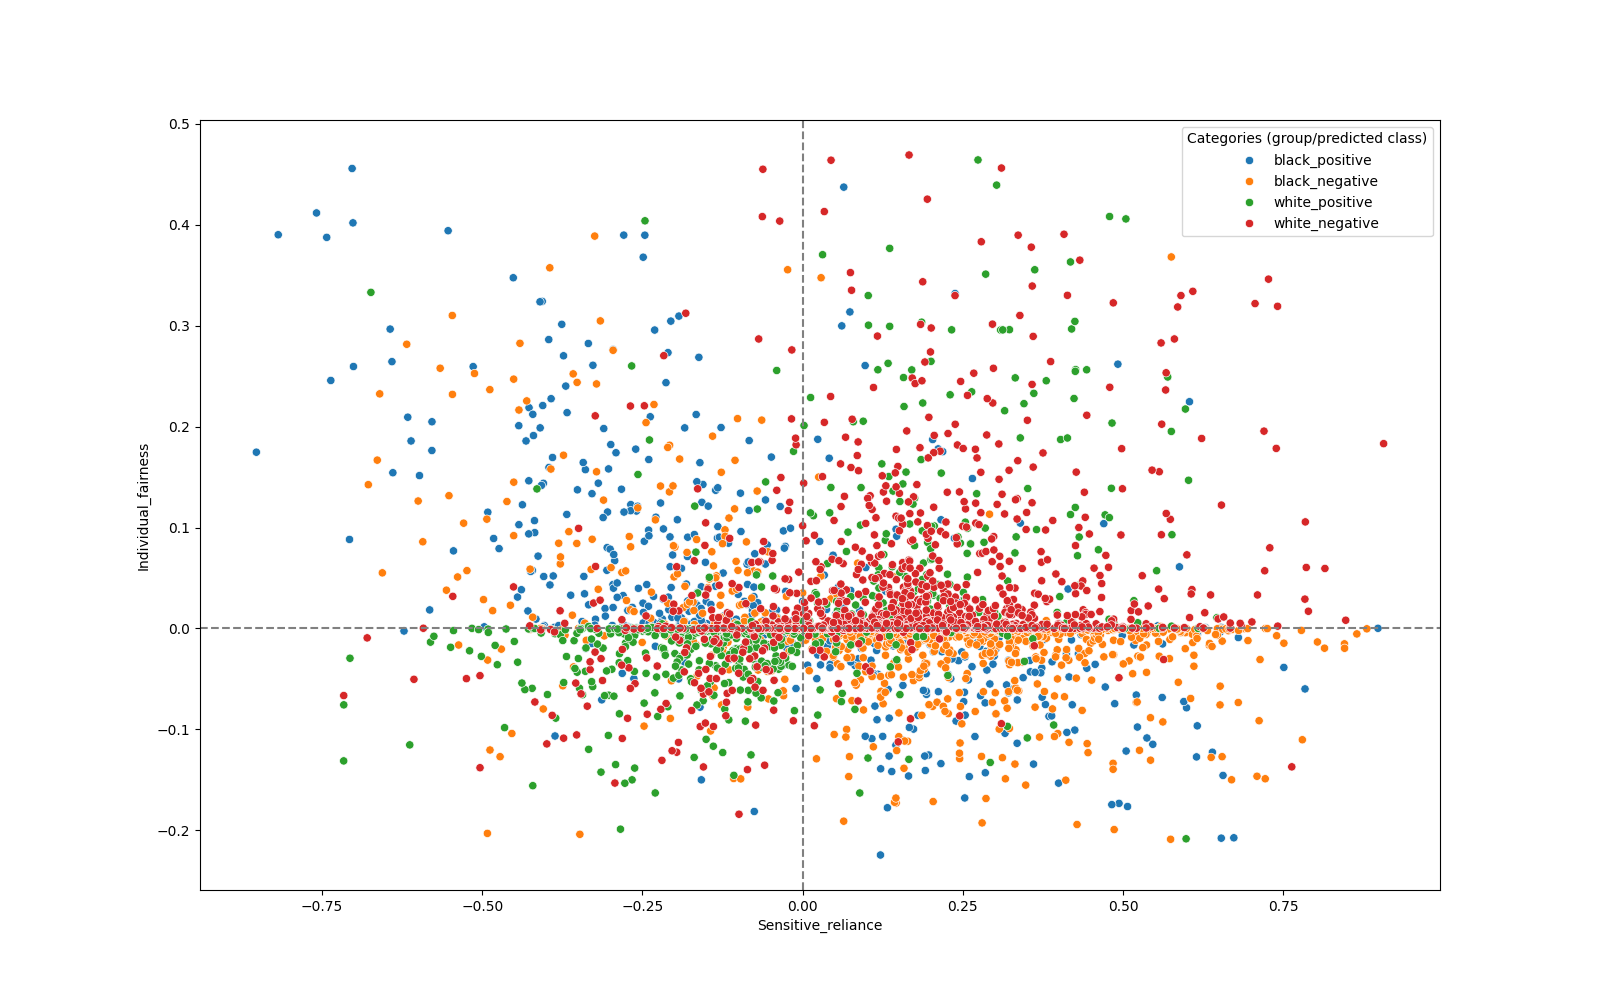 Categories (group/predicted class)
black_positive
black_negative
white_positive
white_negative
0.5
0.4
0.3
0.2
0.1
0.0
−0.1
−0.2
Individual_fairness
−0.75
−0.50
−0.25
0.00
0.25
0.50
0.75
Sensitive_reliance